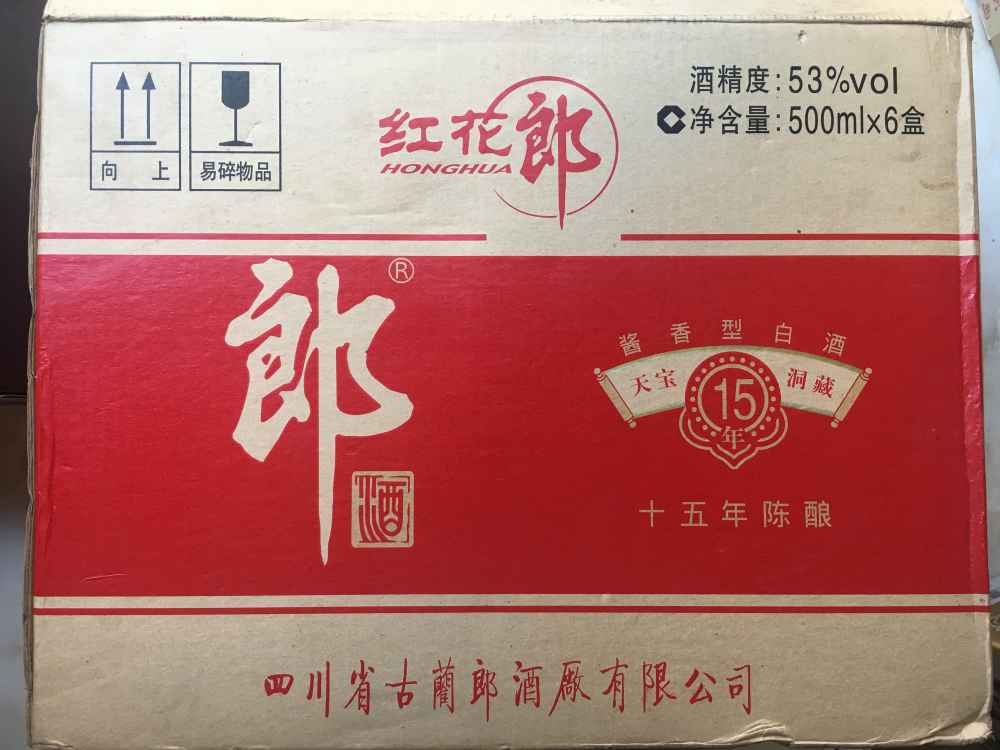 向 上
易碎物品
红花郎
HONGHUA
酒精度:53%vol
净含量:500ml×6盒
郎®
酒
酱香型白酒
天宝 洞藏
15
年
十五年陈酿
四川省古蔺郎酒厂有限公司